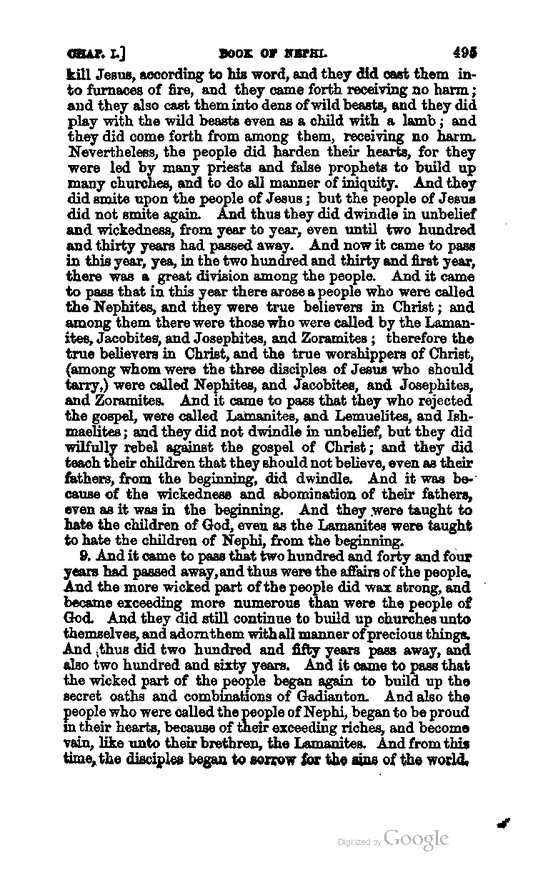 CHAP. I.] BOOK OF NEPHI. 495
kill Jesus, according to his word, and they did cast them in-
to furnaces of fire, and they came forth receiving no harm;
and they also cast them into dens of wild beasts, and they did
play with the wild beasts even as a child with a lamb; and
they did come forth from among them, receiving no harm.
Nevertheless, the people did harden their hearts, for they
were led by many priests and false prophets to build up
many churches, and to do all manner of iniquity. And they
did smite upon the people of Jesus; but the people of Jesus
did not smite again. And thus they did dwindle in unbelief
and wickedness, from year to year, even until two hundred
and thirty years had passed away. And now it came to pass
in this year, yea, in the two hundred and thirty and first year,
there was a great division among the people. And it came
to pass that in this year there arose a people who were called
the Nephites, and they were true believers in Christ; and
among them there were those who were called by the Laman-
ites, Jacobites, and Josephites, and Zoramites; therefore the
true believers in Christ, and the true worshippers of Christ,
(among whom were the three disciples of Jesus who should
tarry,) were called Nephites, and Jacobites, and Josephites,
and Zoramites. And it came to pass that they who rejected
the gospel, were called Lamanites, and Lemuelites, and Ish-
maelites; and they did not dwindle in unbelief, but they did
wilfully rebel against the gospel of Christ; and they did
teach their children that they should not believe, even as their
fathers, from the beginning, did dwindle. And it was be-
cause of the wickedness and abomination of their fathers,
even as it was in the beginning. And they were taught to
hate the children of God, even as the Lamanites were taught
to hate the children of Nephi, from the beginning.
9. And it came to pass that two hundred and forty and four
years had passed away, and thus were the affairs of the people.
And the more wicked part of the people did wax strong, and
became exceeding more numerous than were the people of
God. And they did still continue to build up churches unto
themselves, and adorn them with all manner of precious things.
And thus did two hundred and fifty years pass away, and
also two hundred and sixty years. And it came to pass that
the wicked part of the people began again to build up the
secret oaths and combinations of Gadianton. And also the
people who were called the people of Nephi, began to be proud
in their hearts, because of their exceeding riches, and become
vain, like unto their brethren, the Lamanites. And from this
time, the disciples began to sorrow for the sins of the world.
Digitized by Google